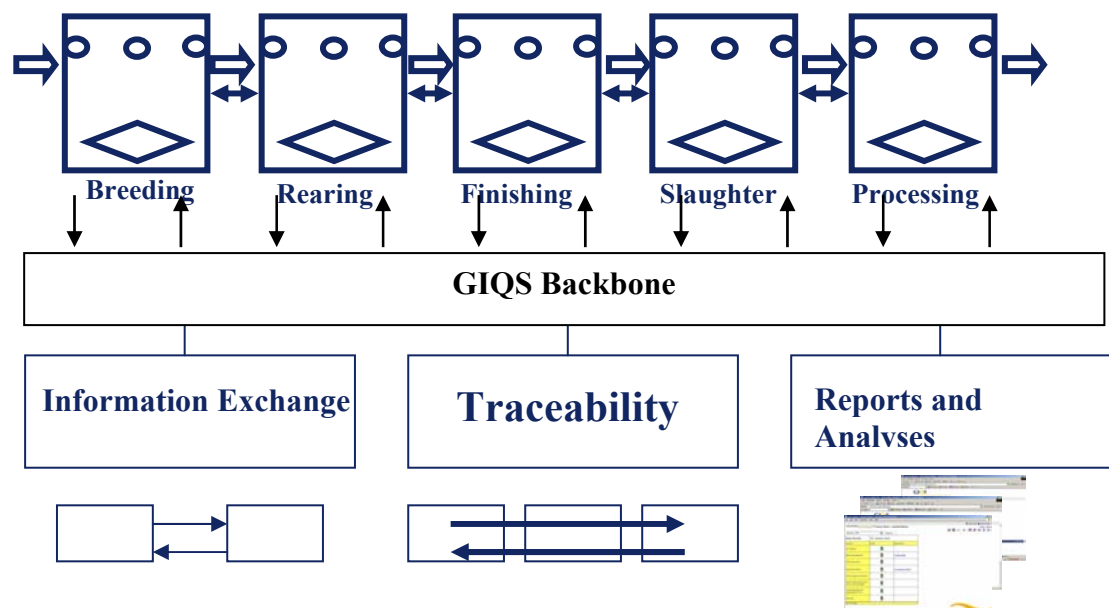 Breeding
Rearing
Finishing
Slaughter
Processing
GIQS Backbone
Information Exchange
Traceability
Reports and
Analyses